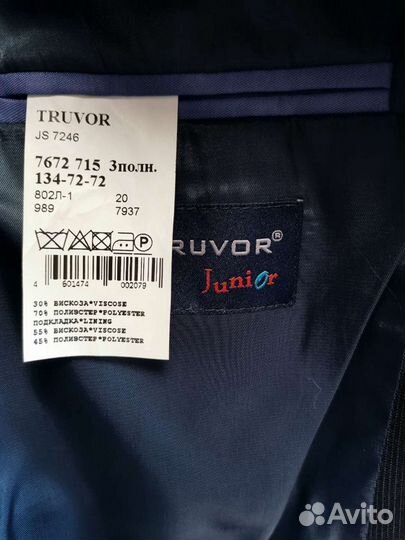 TRUVOR
JS 7246
7672 715 3полн.
134-72-72
802Л-1 20
989 7937
4 601474 002079
30% ВИСКОЗА*VISCOSE
70% ПОЛИЭСТЕР*POLYESTER
ПОДКЛАДКА*LINING
55% ВИСКОЗА*VISCOSE
45% ПОЛИЭСТЕР*POLYESTER
RUVOR®
Junior
Avito